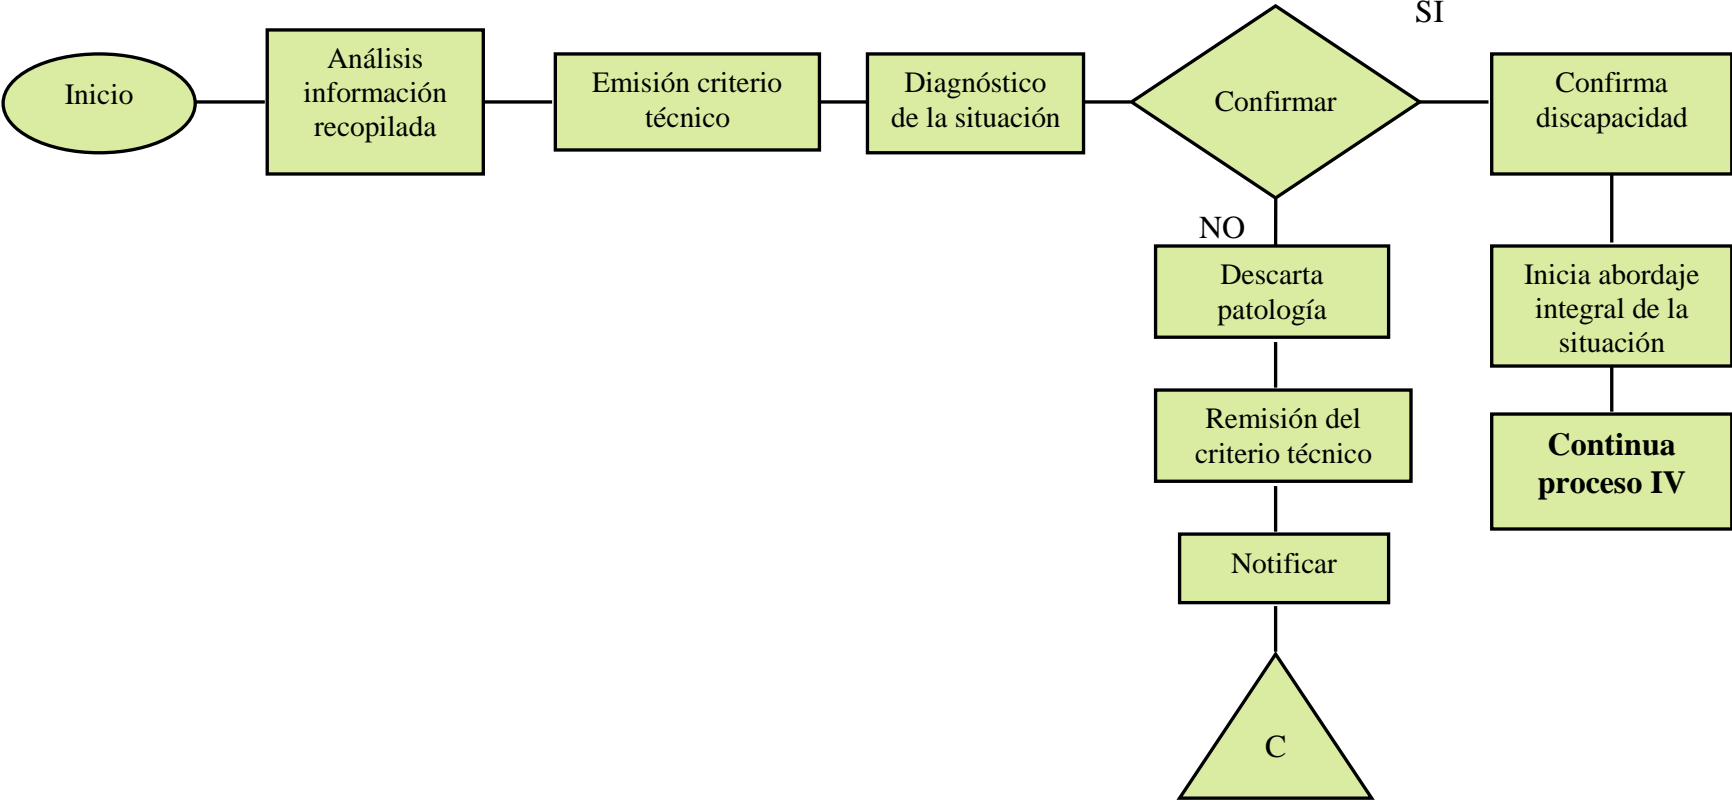 Inicio
Análisis
información
recopilada
Emisión criterio
técnico
Diagnóstico
de la situación
Confirmar
SI
Confirma
discapacidad
NO
Descarta
patología
Inicia abordaje
integral de la
situación
Remisión del
criterio técnico
Continua
proceso IV
Notificar
C